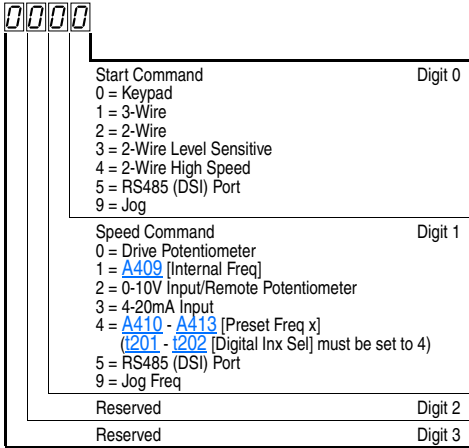 0000
Start Command Digit 0
0 = Keypad
1 = 3-Wire
2 = 2-Wire
3 = 2-Wire Level Sensitive
4 = 2-Wire High Speed
5 = RS485 (DSI) Port
9 = Jog
Speed Command Digit 1
0 = Drive Potentiometer
1 = A409 [Internal Freq]
2 = 0-10V Input/Remote Potentiometer
3 = 4-20mA Input
4 = A410 - A413 [Preset Freq x]
(t201 - t202 [Digital Inx Sel] must be set to 4)
5 = RS485 (DSI) Port
9 = Jog Freq
Reserved Digit 2
Reserved Digit 3